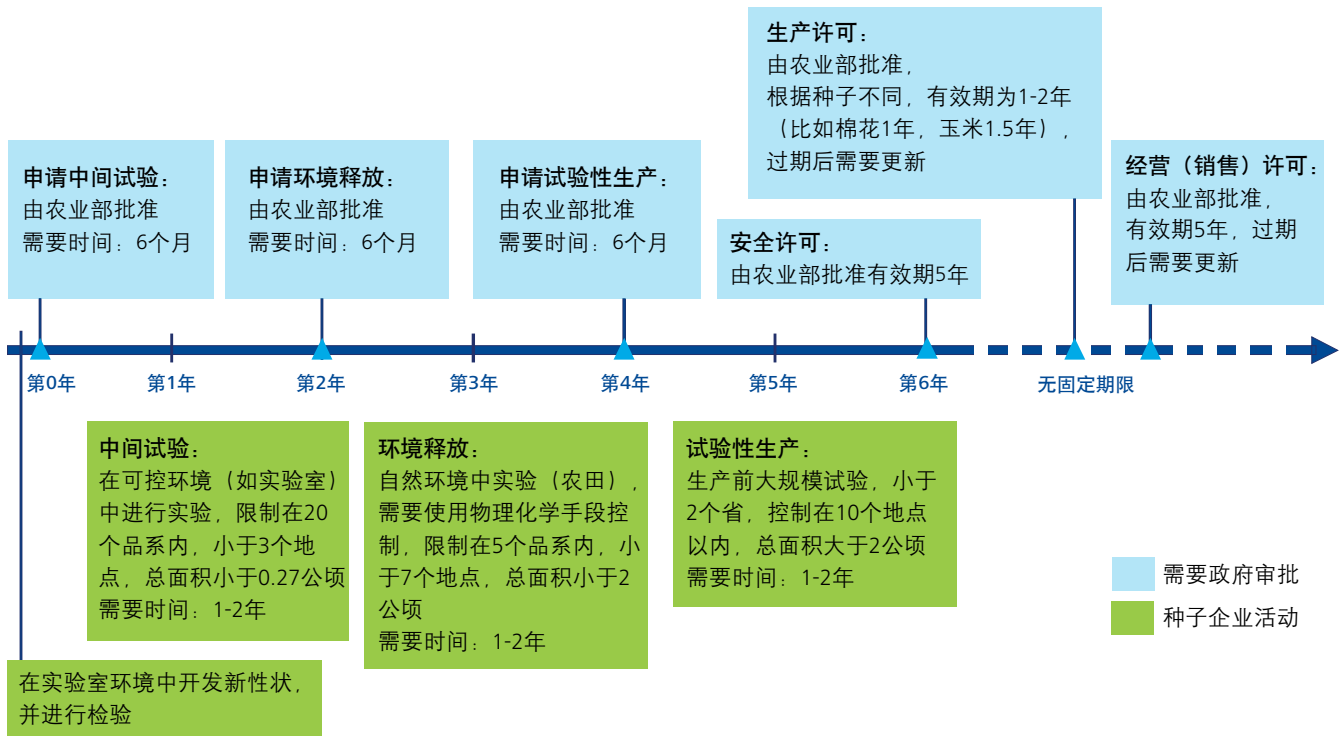 生产许可：
由农业部批准，
根据种子不同，有效期为1-2年
（比如棉花1年，玉米1.5年），
过期后需要更新
申请中间试验：
由农业部批准
需要时间：6个月
申请环境释放：
由农业部批准
需要时间：6个月
申请试验性生产：
由农业部批准
需要时间：6个月
安全许可：
由农业部批准有效期5年
经营（销售）许可：
由农业部批准，
有效期5年，过期
后需要更新
第0年
第1年
第2年
第3年
第4年
第5年
第6年
无固定期限
中间试验：
在可控环境（如实验室）
中进行实验，限制在20
个品系内，小于3个地
点，总面积小于0.27公顷
需要时间：1-2年
环境释放：
自然环境中实验（农田），
需要使用物理化学手段控
制，限制在5个品系内，小
于7个地点，总面积小于2
公顷
需要时间：1-2年
试验性生产：
生产前大规模试验，小于
2个省，控制在10个地点
以内，总面积大于2公顷
需要时间：1-2年
需要政府审批
种子企业活动
在实验室环境中开发新性状，
并进行检验